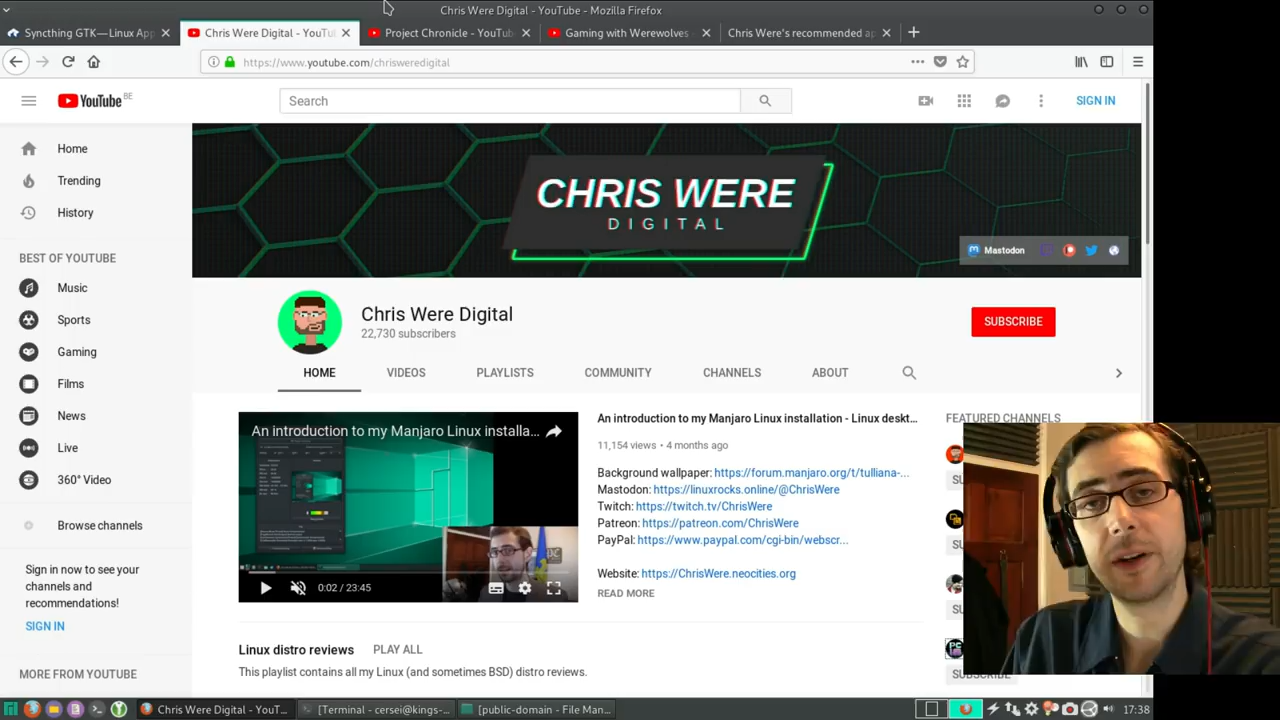 Chris Were Digital - YouTube - Mozilla Firefox
Syncthing GTK — Linux App
Chris Were Digital - YouTu
Project Chronicle - YouTub
Gaming with Werewolves -
Chris Were's recommended ap
https://www.youtube.com/chrisweredigital
YouTube BE
Search
SIGN IN
Home
Trending
History
BEST OF YOUTUBE
Music
Sports
Gaming
Films
News
Live
360° Video
Browse channels
Sign in now to see your
channels and
recommendations!
SIGN IN
MORE FROM YOUTUBE
CHRIS WERE
DIGITAL
Mastodon
Chris Were Digital
22,730 subscribers
SUBSCRIBE
HOME
VIDEOS
PLAYLISTS
COMMUNITY
CHANNELS
ABOUT
An introduction to my Manjaro Linux installa...
0:02 / 23:45
An introduction to my Manjaro Linux installation - Linux deskt...
11,154 views • 4 months ago
Background wallpaper: https://forum.manjaro.org/t/tulliana-...
Mastodon: https://linuxrocks.online/@ChrisWere
Twitch: https://twitch.tv/ChrisWere
Patreon: https://patreon.com/ChrisWere
PayPal: https://www.paypal.com/cgi-bin/webscr...
Website: https://ChrisWere.neocities.org
READ MORE
FEATURED CHANNELS
SU
SU
SU
SUBSCRIBE
Linux distro reviews
PLAY ALL
This playlist contains all my Linux (and sometimes BSD) distro reviews.
Chris Were Digital - YouT...
[Terminal - cersei@kings-...
[public-domain - File Man...
17:38